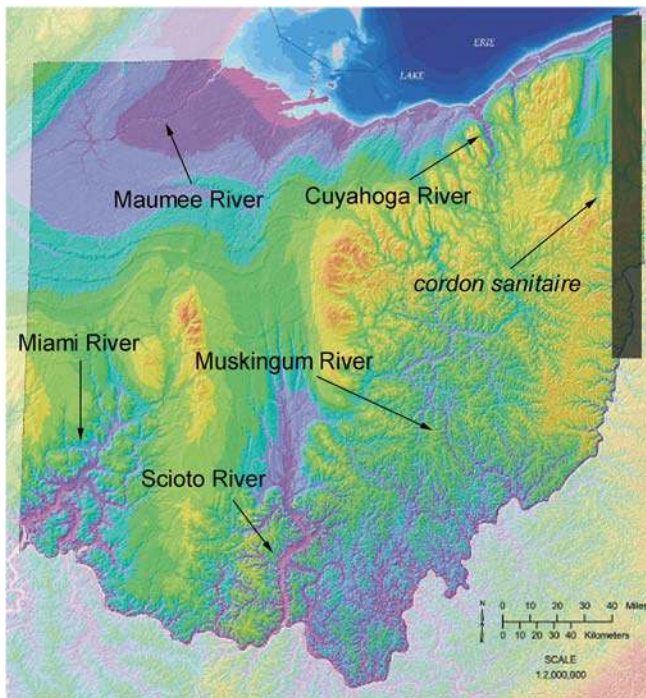 ERIE
LAKE
Maumee River
Cuyahoga River
cordon sanitaire
Miami River
Muskingum River
Scioto River
N
0 10 20 30 40 Miles
0 10 20 30 40 Kilometers
SCALE
1:2,000,000